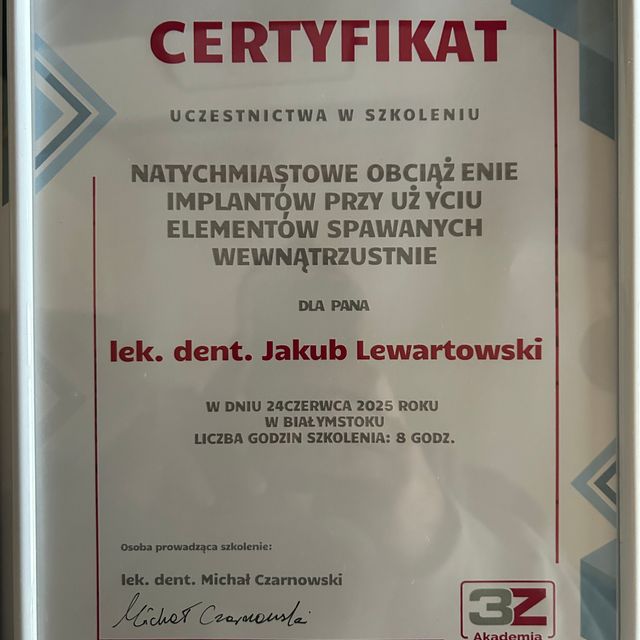 CERTYFIKAT
UCZESTNICTWA W SZKOLENIU
NATYCHMIASTOWE OBCIĄŻ ENIE
IMPLANTÓW PRZY UŻ YCIU
ELEMENTÓW SPAWANYCH
WEWNĄTRZUSTNIE
DLA PANA
lek. dent. Jakub Lewartowski
W DNIU 24CZERWCA 2025 ROKU
W BIAŁYMSTOKU
LICZBA GODZIN SZKOLENIA: 8 GODZ.
Osoba prowadząca szkolenie:
lek. dent. Michał Czarnowski
Michał Czarnowski
3Z
Akademia